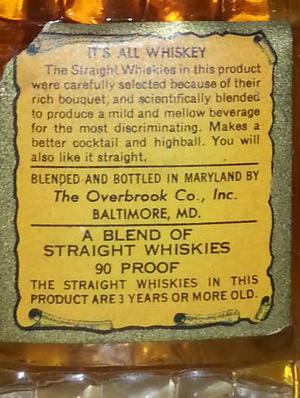 IT'S ALL WHISKEY
The Straight Whiskies in this product
were carefully selected because of their
rich bouquet, and scientifically blended
to produce a mild and mellow beverage
for the most discriminating. Makes a
better cocktail and highball. You will
also like it straight.
BLENDED AND BOTTLED IN MARYLAND BY
The Overbrook Co., Inc.
BALTIMORE, MD.
A BLEND OF
STRAIGHT WHISKIES
90 PROOF
THE STRAIGHT WHISKIES IN THIS
PRODUCT ARE 3 YEARS OR MORE OLD.